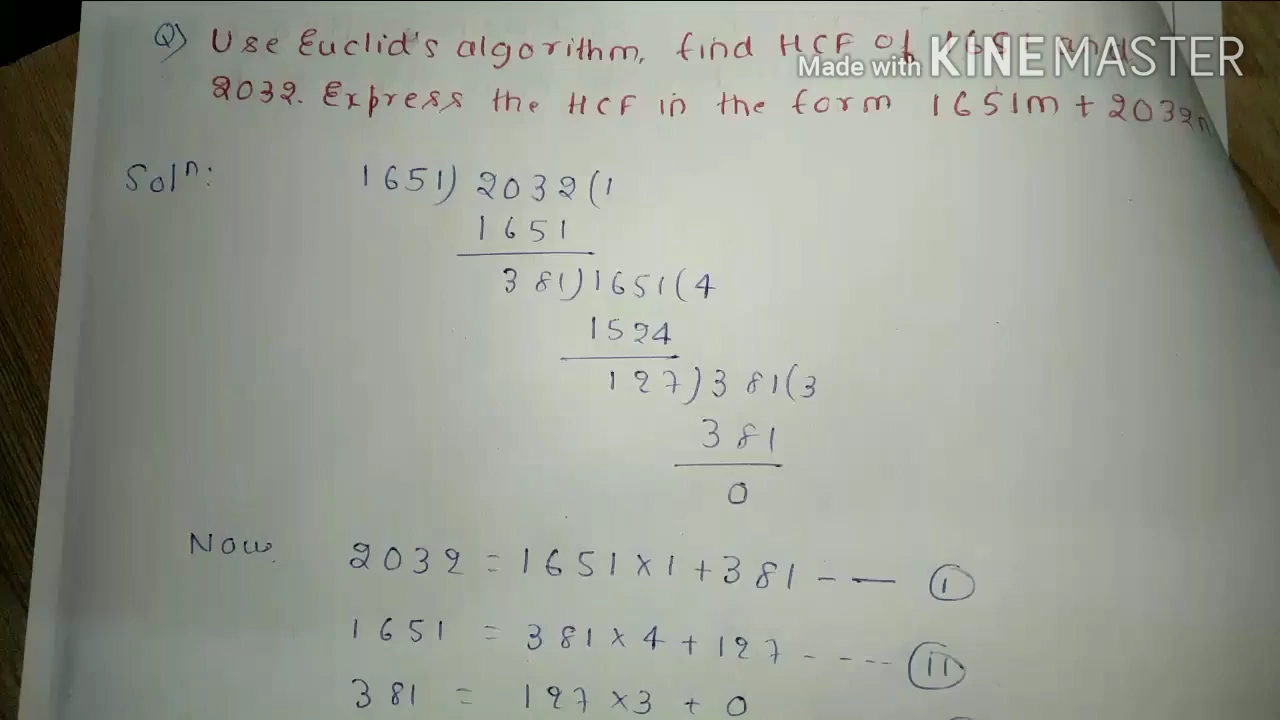 Q) Use Euclid's algorithm, find HCF of
Made with KINEMASTER
2032. Express the HCF in the form 1651m + 2032n
Solⁿ:
1651) 2032 (1
1651
381) 1651 (4
1524
127) 381 (3
381
0
Now
2032 = 1651 × 1 + 381 - - — (I)
1651 = 381 × 4 + 127 - - - - - (II)
381 = 127 × 3 + 0